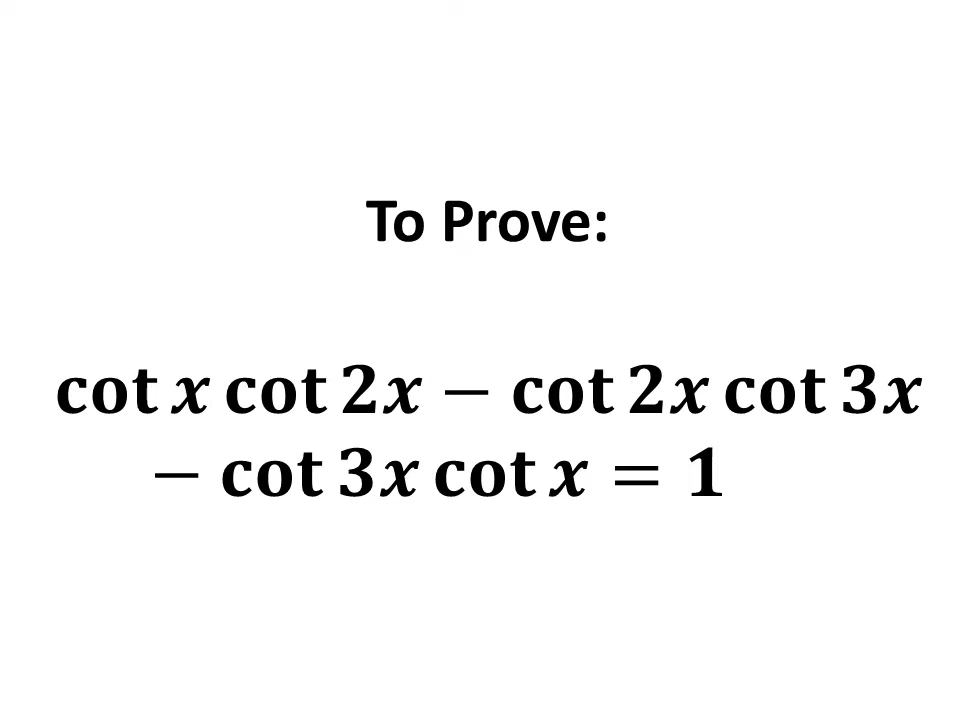 To Prove:
cot x cot 2x − cot 2x cot 3x
− cot 3x cot x = 1